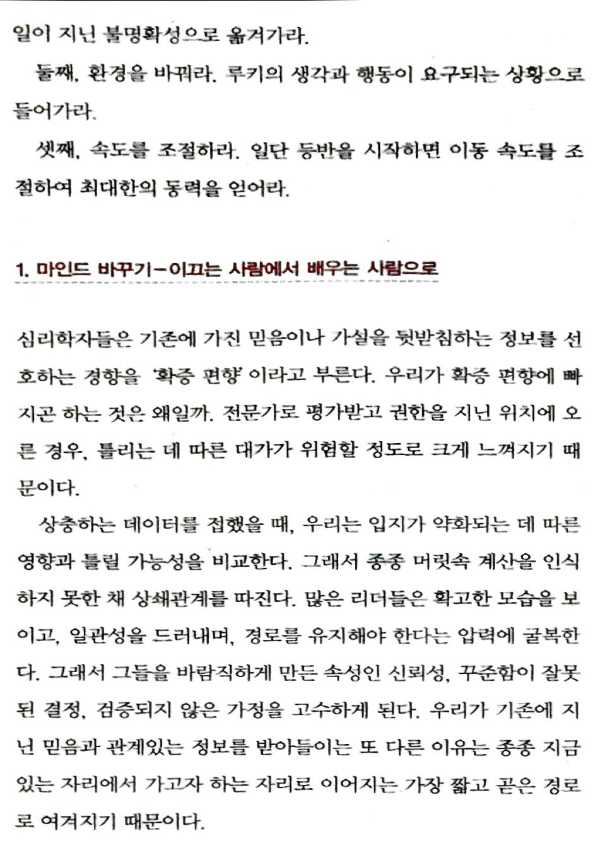 일이 지닌 불명확성으로 옮겨가라.
둘째, 환경을 바꿔라. 루키의 생각과 행동이 요구되는 상황으로
들어가라.
셋째, 속도를 조절하라. 일단 등반을 시작하면 이동 속도를 조
절하여 최대한의 동력을 얻어라.
1. 마인드 바꾸기-이끄는 사람에서 배우는 사람으로
심리학자들은 기존에 가진 믿음이나 가설을 뒷받침하는 정보를 선
호하는 경향을 '확증 편향'이라고 부른다. 우리가 확증 편향에 빠
지곤 하는 것은 왜일까. 전문가로 평가받고 권한을 지닌 위치에 오
른 경우, 틀리는 데 따른 대가가 위험할 정도로 크게 느껴지기 때
문이다.
상충하는 데이터를 접했을 때, 우리는 입지가 약화되는 데 따른
영향과 틀릴 가능성을 비교한다. 그래서 종종 머릿속 계산을 인식
하지 못한 채 상쇄관계를 따진다. 많은 리더들은 확고한 모습을 보
이고, 일관성을 드러내며, 경로를 유지해야 한다는 압력에 굴복한
다. 그래서 그들을 바람직하게 만든 속성인 신뢰성, 꾸준함이 잘못
된 결정, 검증되지 않은 가정을 고수하게 된다. 우리가 기존에 지
닌 믿음과 관계있는 정보를 받아들이는 또 다른 이유는 종종 지금
있는 자리에서 가고자 하는 자리로 이어지는 가장 짧고 곧은 경로
로 여겨지기 때문이다.